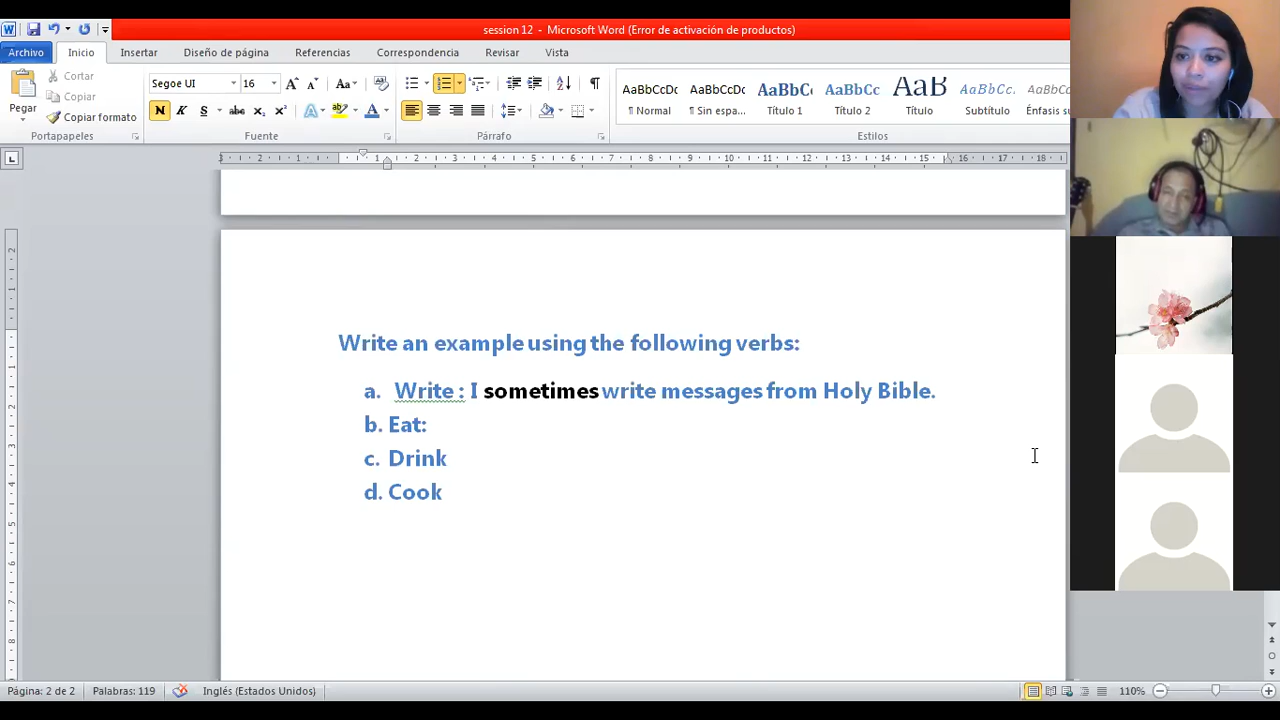 session 12 - Microsoft Word (Error de activación de productos)
Archivo Inicio Insertar Diseño de página Referencias Correspondencia Revisar Vista
Pegar
Cortar
Copiar
Copiar formato
Segoe UI 16
AaBbCcDc AaBbCcDc AaBbC AaBbCc AaB AaBbCc. AaBbCc
¶ Normal ¶ Sin espa... Título 1 Título 2 Título Subtítulo Énfasis su
Portapapeles Fuente Párrafo Estilos
Write an example using the following verbs:
a. Write : I sometimes write messages from Holy Bible.
b. Eat:
c. Drink
d. Cook
Página: 2 de 2 Palabras: 119 Inglés (Estados Unidos) 110%